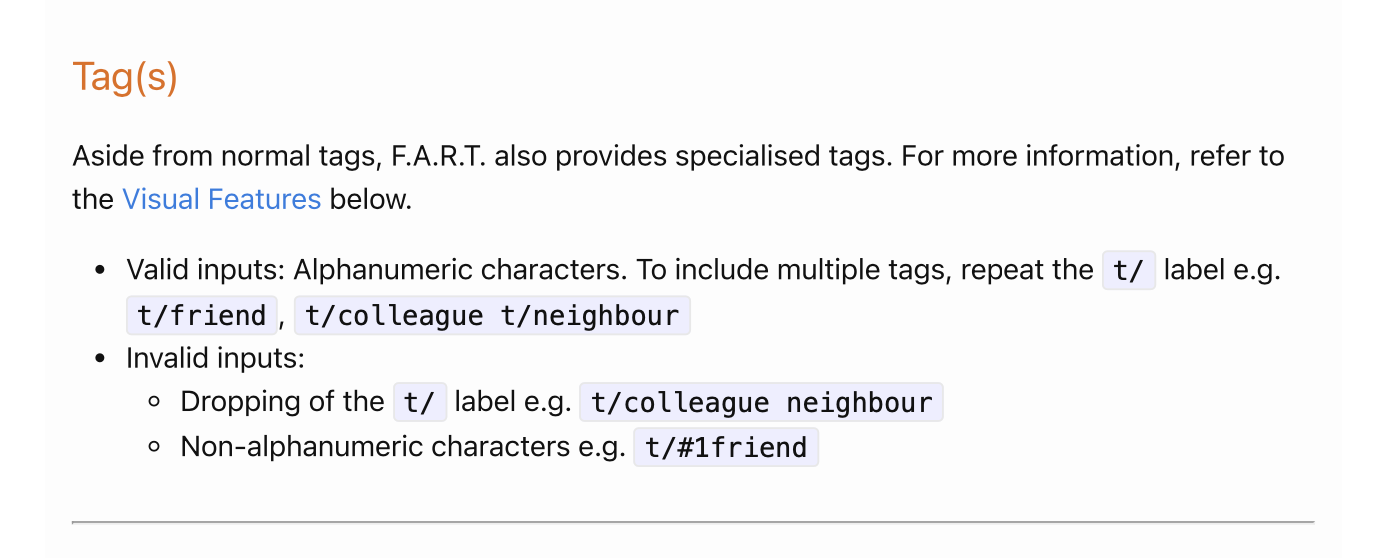 Tag(s)
Aside from normal tags, F.A.R.T. also provides specialised tags. For more information, refer to
the Visual Features below.
• Valid inputs: Alphanumeric characters. To include multiple tags, repeat the t/ label e.g.
t/friend, t/colleague t/neighbour
• Invalid inputs:
◦ Dropping of the t/ label e.g. t/colleague neighbour
◦ Non-alphanumeric characters e.g. t/#1friend